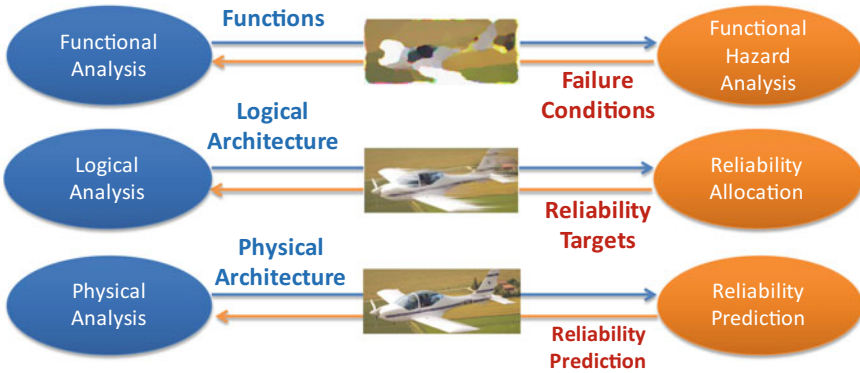 Functions
Functional
Analysis
Functional
Hazard
Analysis
Failure
Conditions
Logical
Architecture
Logical
Analysis
Reliability
Allocation
Reliability
Targets
Physical
Architecture
Physical
Analysis
Reliability
Prediction
Reliability
Prediction